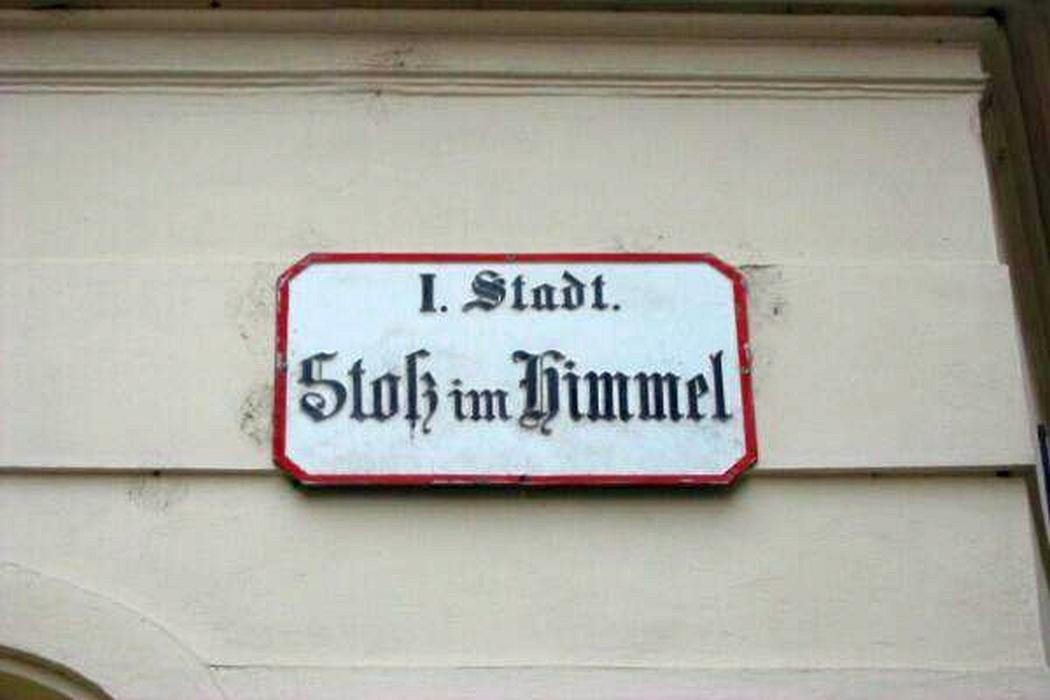 I. Stadt.
Stoß im Himmel